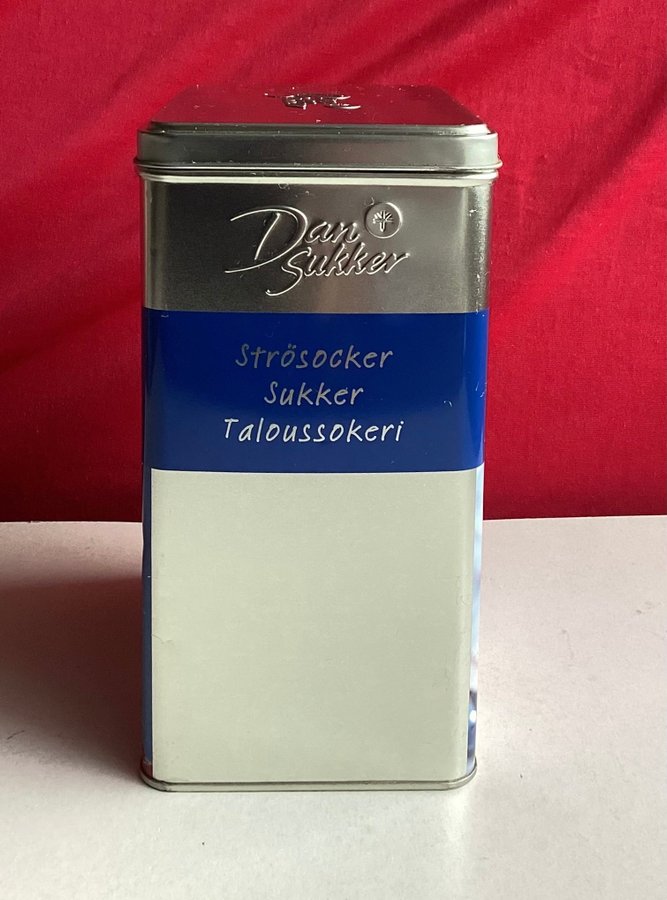 Dan
Sukker
Strösocker
Sukker
Taloussokeri